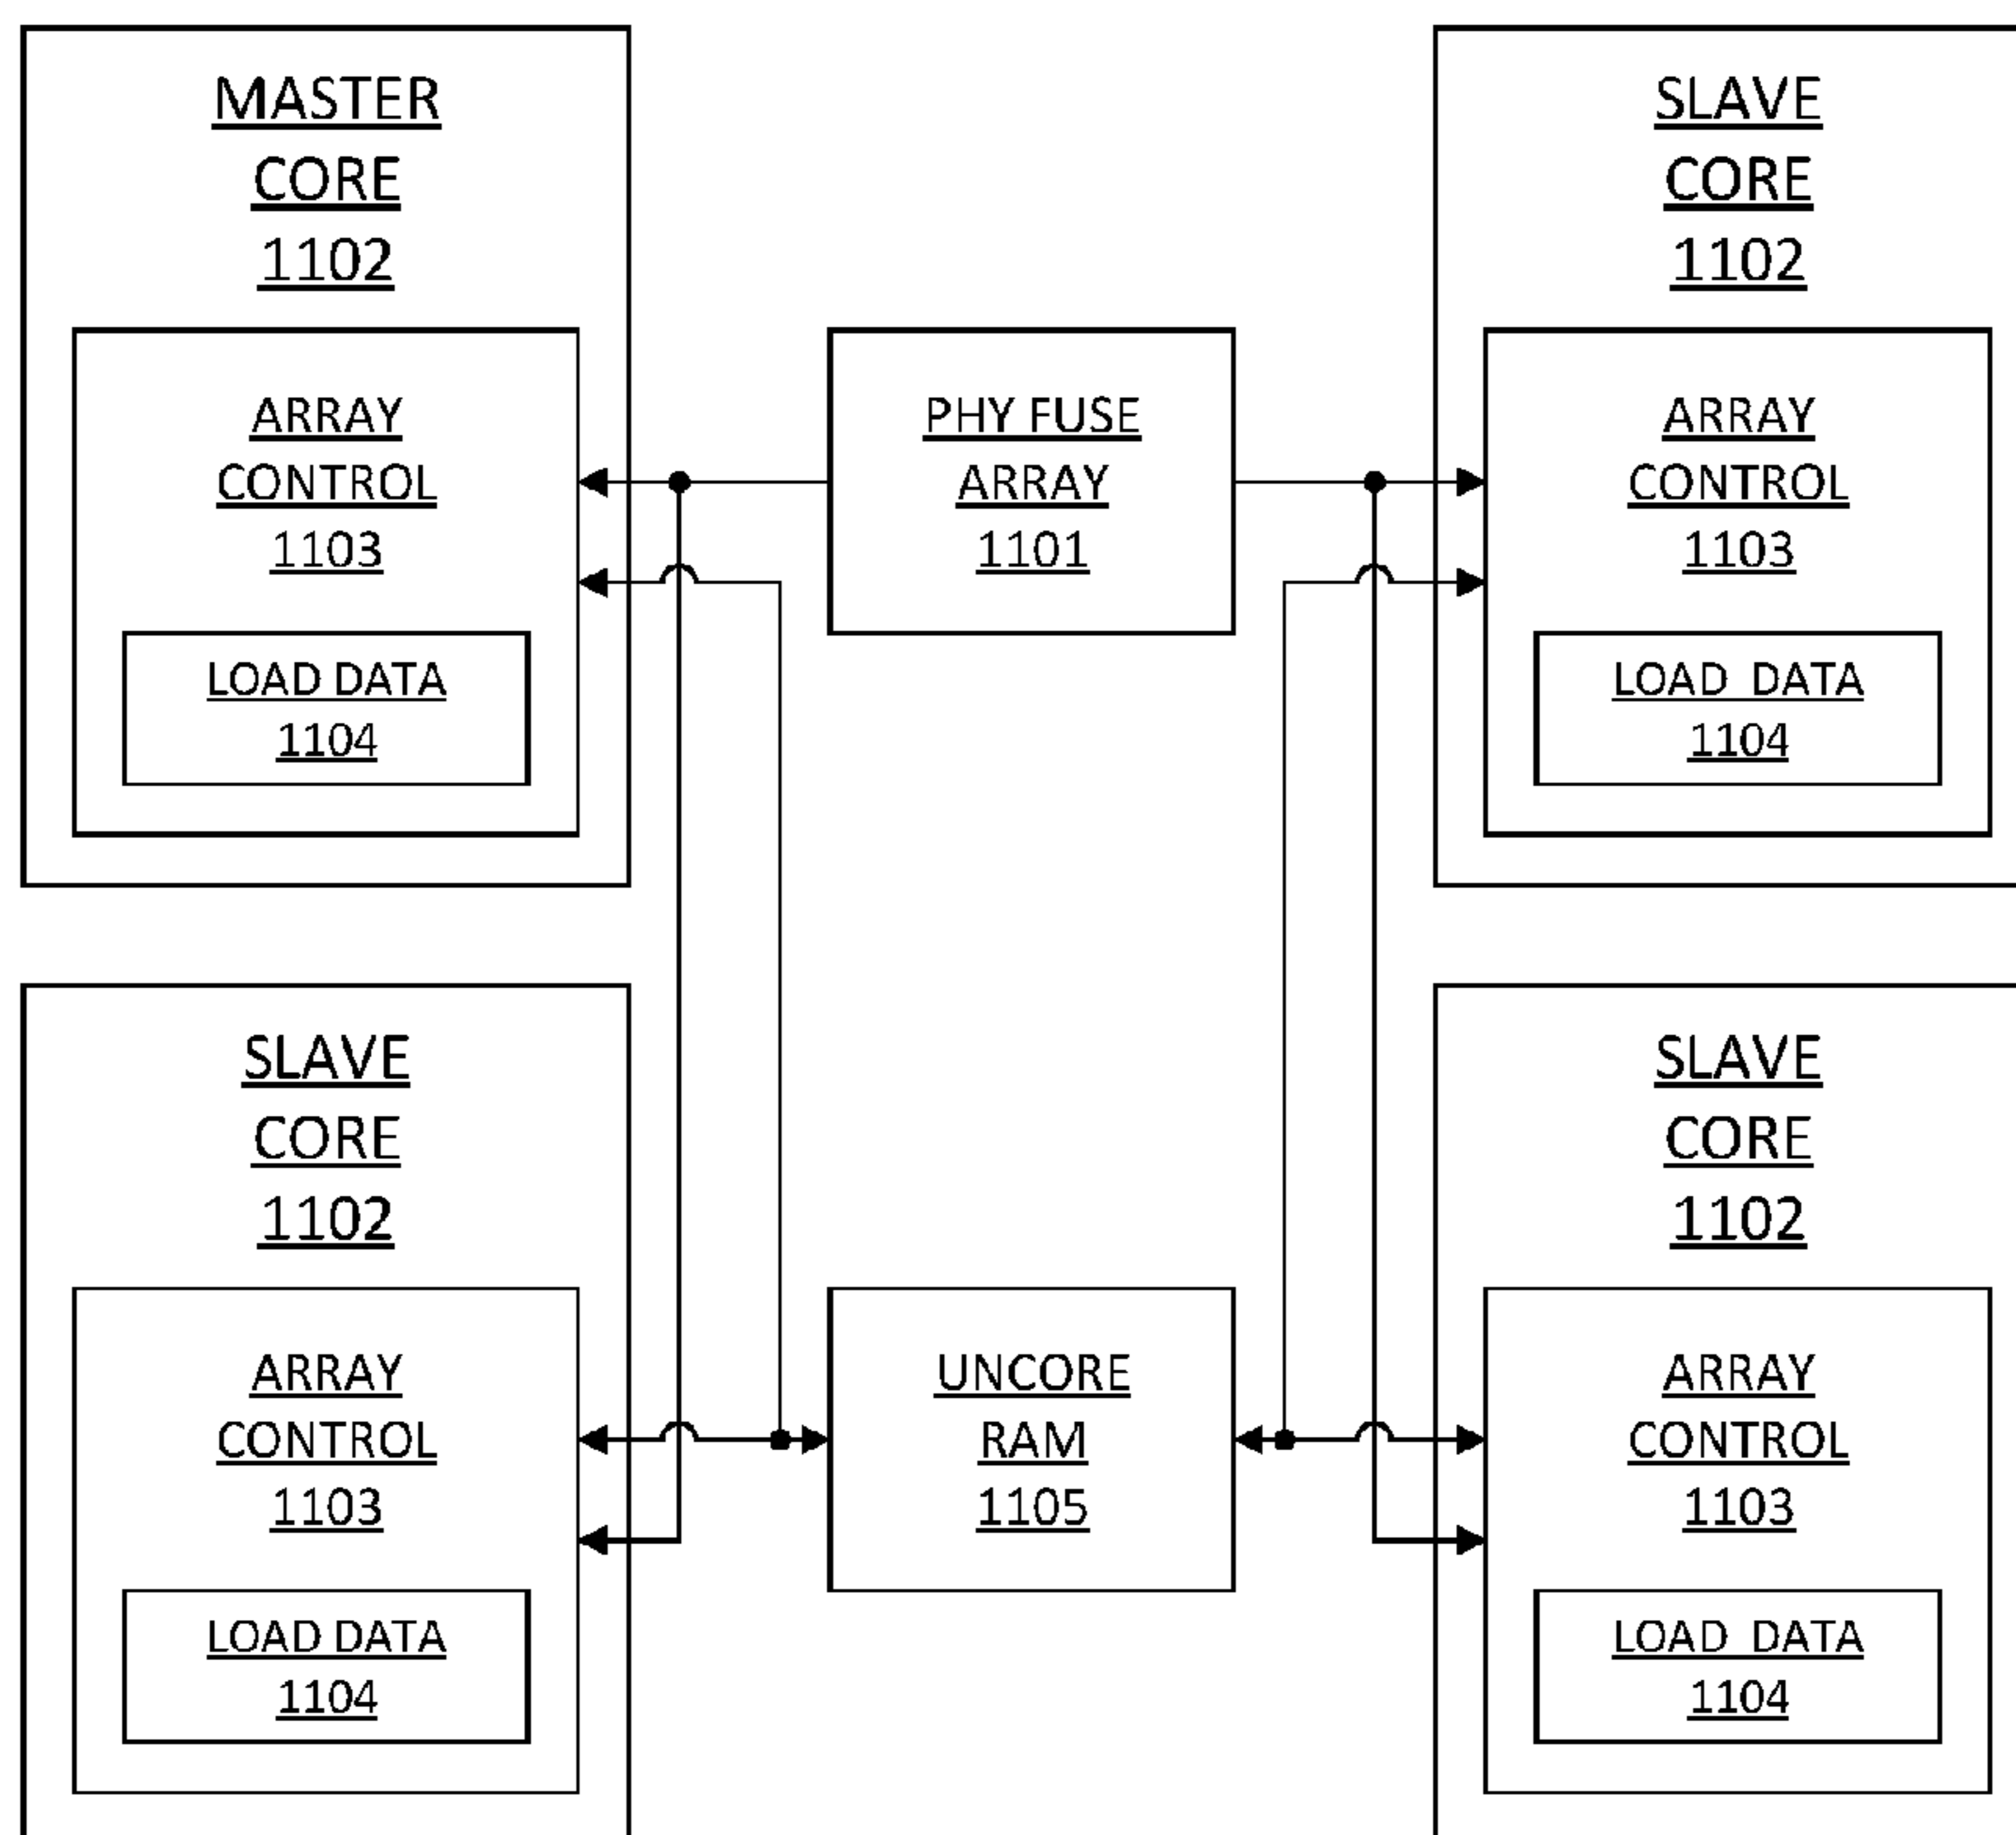 MASTER
CORE
1102
ARRAY
CONTROL
1103
LOAD DATA
1104
PHY FUSE
ARRAY
1101
SLAVE
CORE
1102
ARRAY
CONTROL
1103
LOAD DATA
1104
SLAVE
CORE
1102
ARRAY
CONTROL
1103
LOAD DATA
1104
UNCORE
RAM
1105
SLAVE
CORE
1102
ARRAY
CONTROL
1103
LOAD DATA
1104